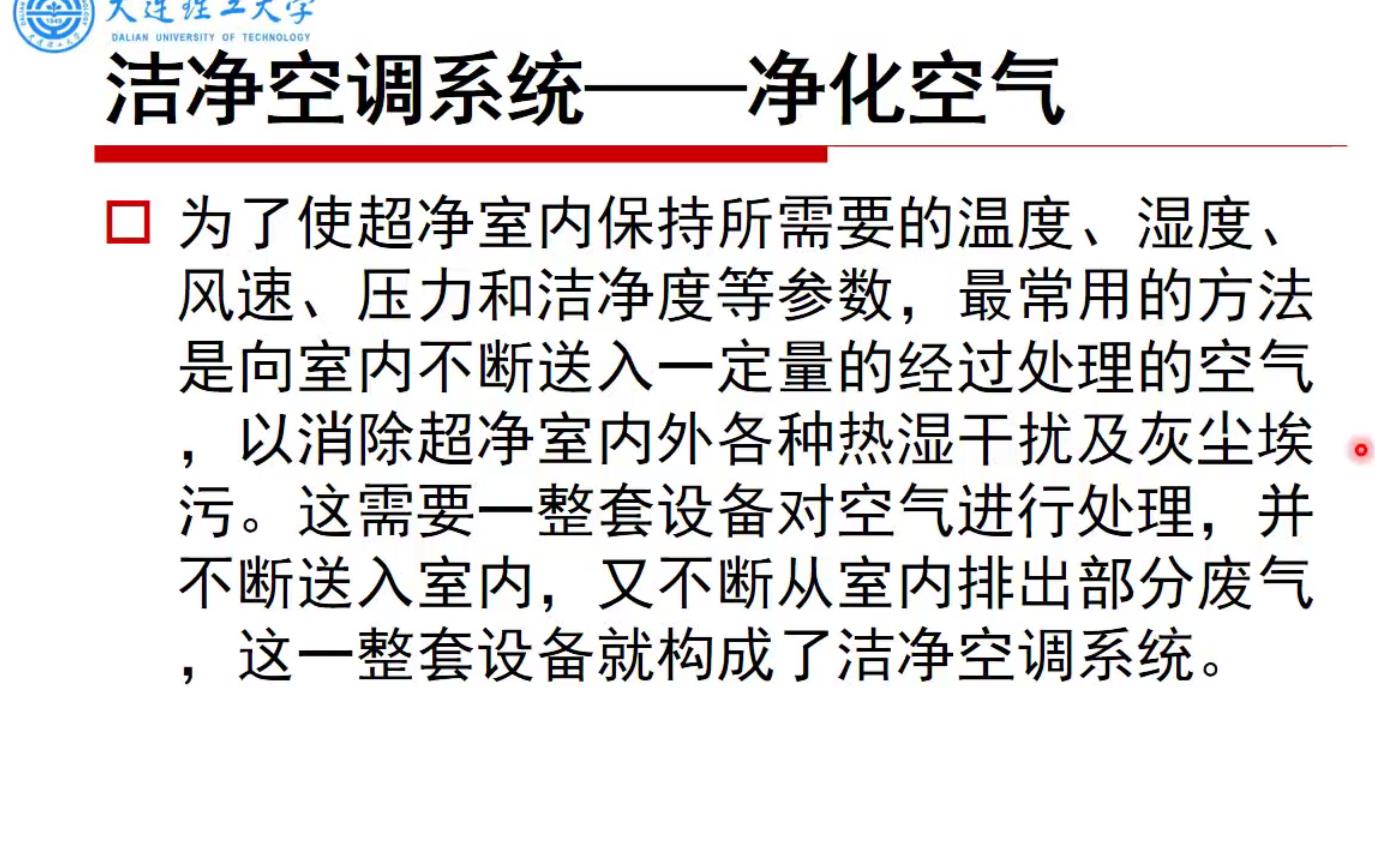 大连理工大学
DALIAN UNIVERSITY OF TECHNOLOGY
洁净空调系统——净化空气
为了使超净室内保持所需要的温度、湿度、
风速、压力和洁净度等参数，最常用的方法
是向室内不断送入一定量的经过处理的空气
，以消除超净室内外各种热湿干扰及灰尘埃
污。这需要一整套设备对空气进行处理，并
不断送入室内，又不断从室内排出部分废气
，这一整套设备就构成了洁净空调系统。